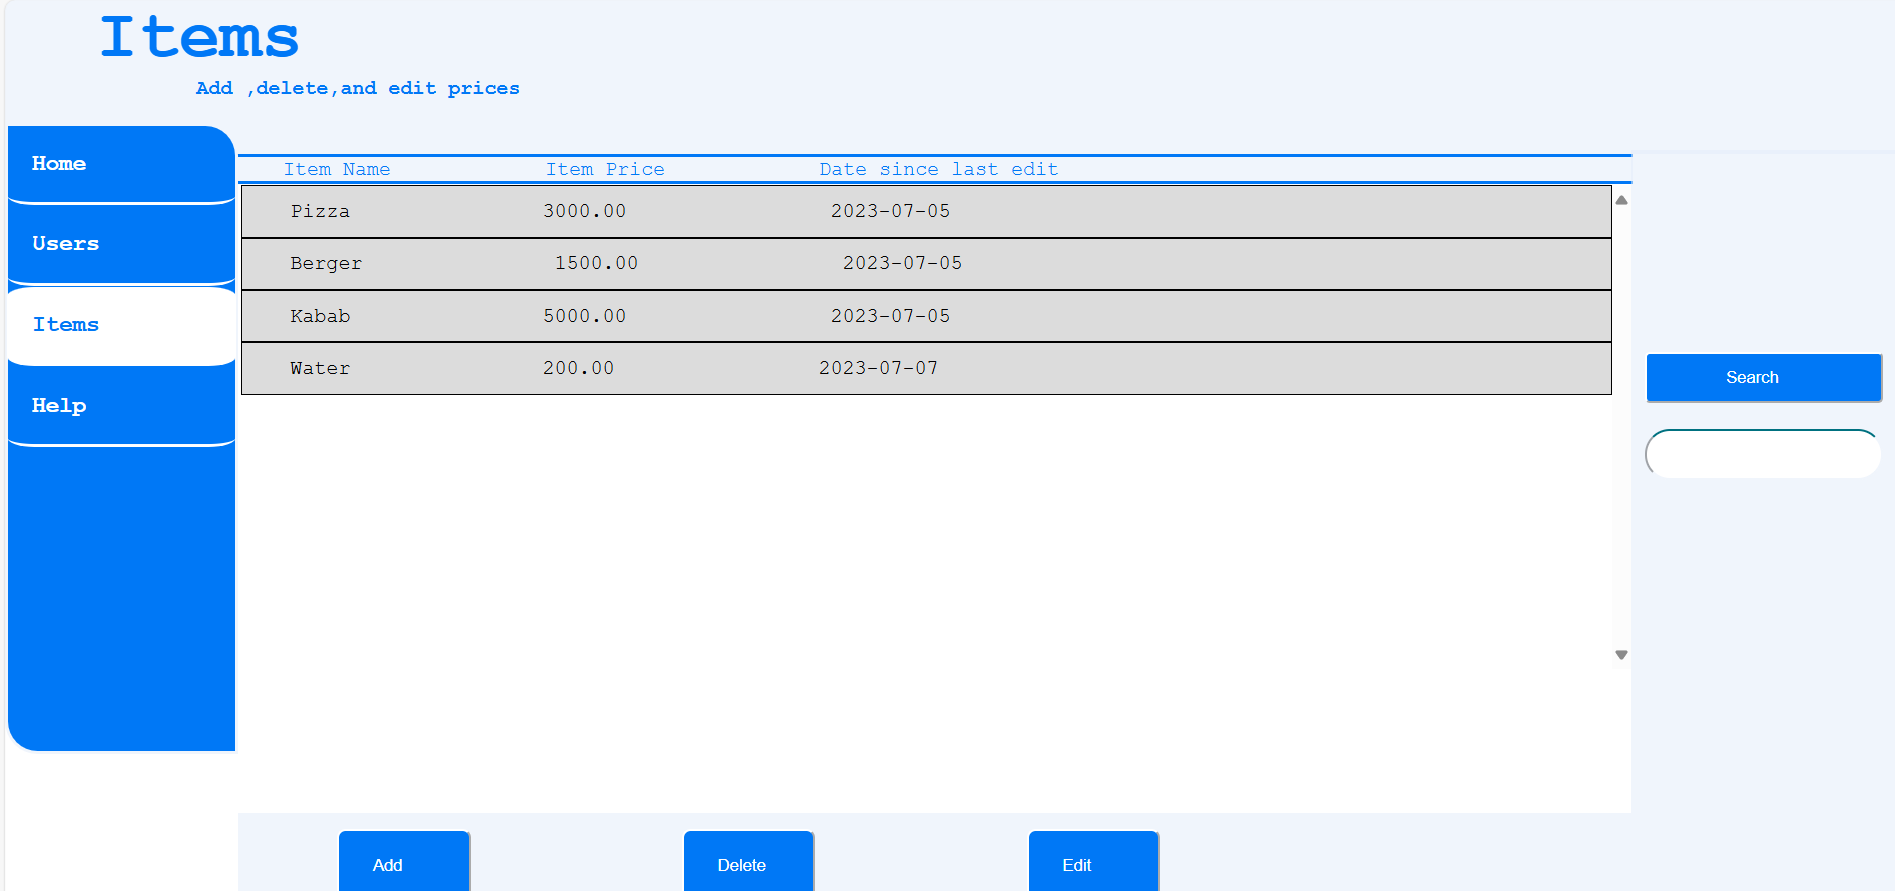 Items
Add ,delete,and edit prices
Home
Users
Items
Help
Item Name Item Price Date since last edit
Pizza 3000.00 2023-07-05
Berger 1500.00 2023-07-05
Kabab 5000.00 2023-07-05
Water 200.00 2023-07-07
Search
Add Delete Edit